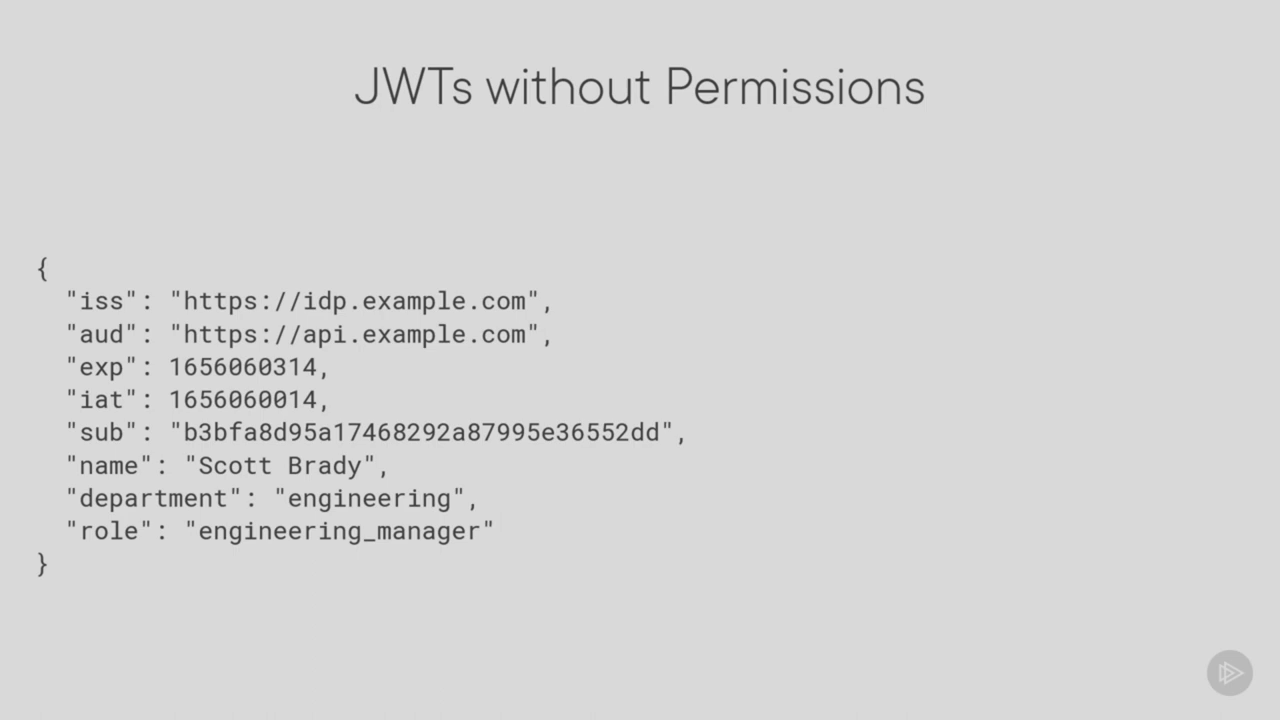 JWTs without Permissions
{
  "iss": "https://idp.example.com",
  "aud": "https://api.example.com",
  "exp": 1656060314,
  "iat": 1656060014,
  "sub": "b3bfa8d95a17468292a87995e36552dd",
  "name": "Scott Brady",
  "department": "engineering",
  "role": "engineering_manager"
}